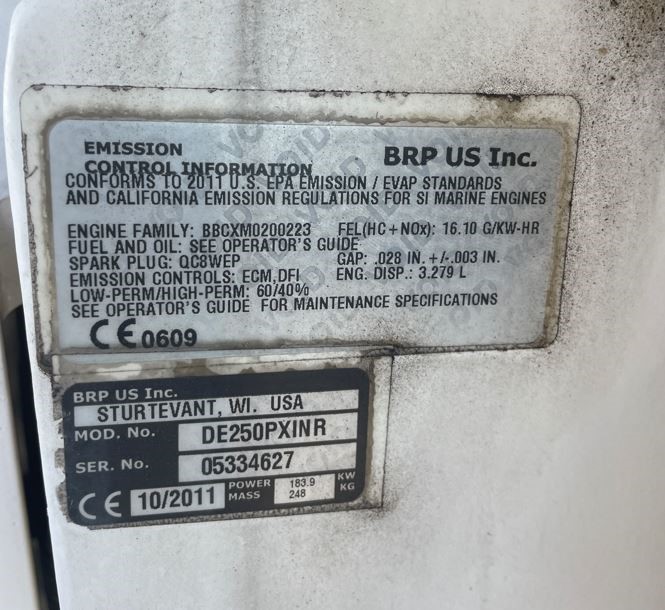 EMISSION
CONTROL INFORMATION
BRP US Inc.
CONFORMS TO 2011 U.S. EPA EMISSION / EVAP STANDARDS
AND CALIFORNIA EMISSION REGULATIONS FOR SI MARINE ENGINES
ENGINE FAMILY: BBCXM0200223 FEL(HC+NOx): 16.10 G/KW-HR
FUEL AND OIL: SEE OPERATOR'S GUIDE
SPARK PLUG: QC8WEP GAP: .028 IN.+/-.003 IN.
EMISSION CONTROLS: ECM,DFI ENG. DISP.: 3.279 L
LOW-PERM/HIGH-PERM: 60/40%
SEE OPERATOR'S GUIDE FOR MAINTENANCE SPECIFICATIONS
CE 0609
BRP US Inc.
STURTEVANT, WI. USA
MOD. No. DE250PXINR
SER. No. 05334627
CE 10/2011 POWER 183.9 KW
MASS 248 KG